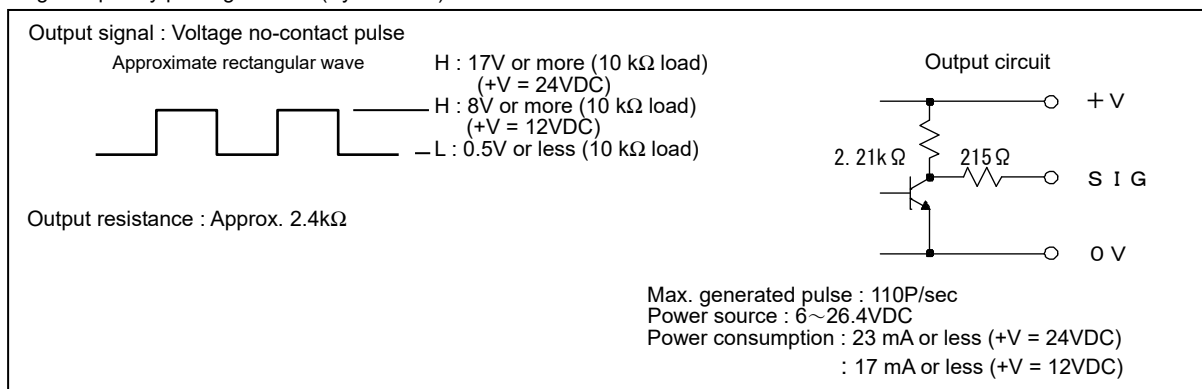 Output signal : Voltage no-contact pulse
Approximate rectangular wave
H : 17V or more (10 kΩ load)
(+V = 24VDC)
H : 8V or more (10 kΩ load)
(+V = 12VDC)
L : 0.5V or less (10 kΩ load)
Output resistance : Approx. 2.4kΩ
Output circuit
+V
2.21kΩ
215Ω
SIG
0V
Max. generated pulse : 110P/sec
Power source : 6～26.4VDC
Power consumption : 23 mA or less (+V = 24VDC)
: 17 mA or less (+V = 12VDC)